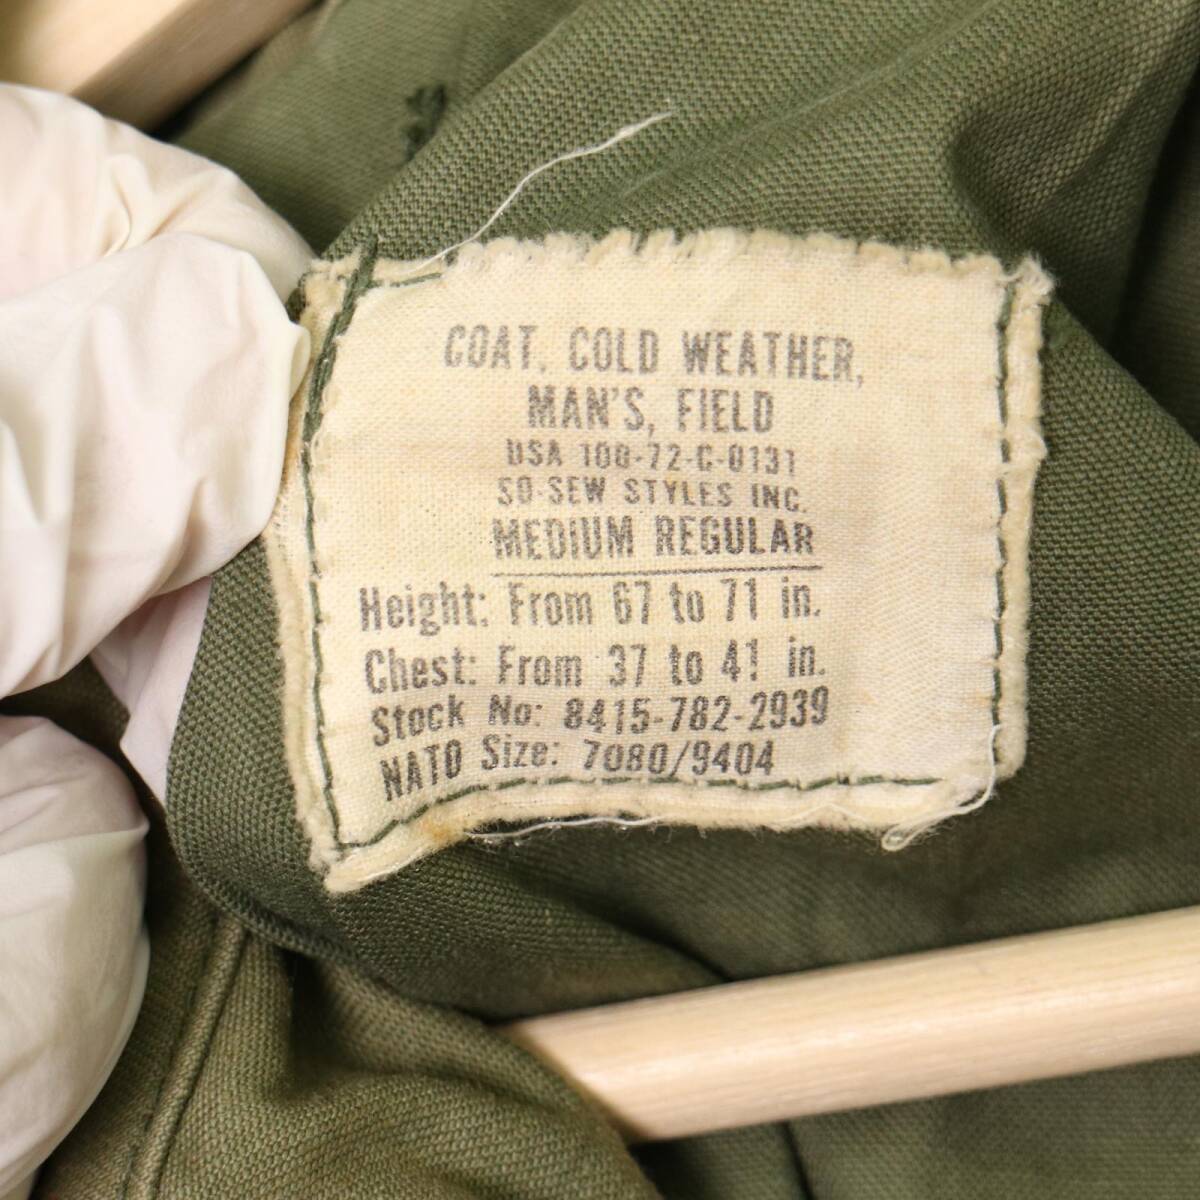 COAT, COLD WEATHER,
MAN'S, FIELD
USA 100-72-C-0131
SO-SEW STYLES INC.
MEDIUM REGULAR
Height: From 67 to 71 in.
Chest: From 37 to 41 in.
Stock No: 8415-782-2939
NATO Size: 7080/9404